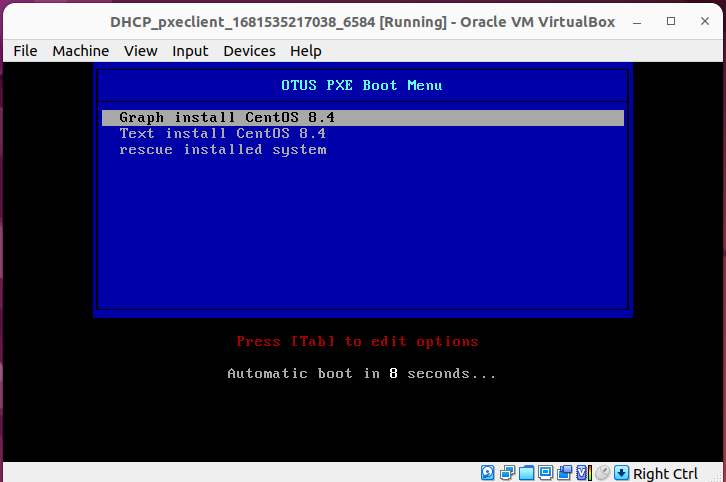 DHCP_pxeclient_1681535217038_6584 [Running] - Oracle VM VirtualBox
File Machine View Input Devices Help
OTUS PXE Boot Menu
Graph install CentOS 8.4
Text install CentOS 8.4
rescue installed system
Press [Tab] to edit options
Automatic boot in 8 seconds...
Right Ctrl